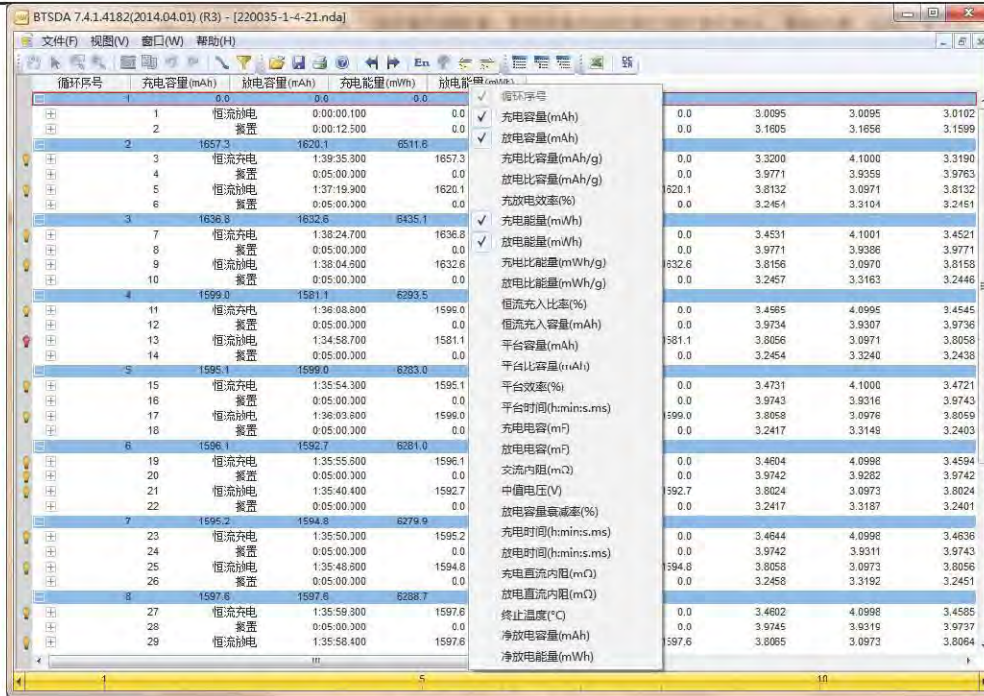 BTSDA 7.4.1.4182(2014.04.01) (R3) - [220035-1-4-21.nda]
文件(F) 视图(V) 窗口(W) 帮助(H)
En
循环序号 充电容量(mAh) 放电容量(mAh) 充电能量(mWh) 放电能量(mWh)
1 0.0 0.0 0.0
1 恒流放电 0:00:00.100 0.0 0.0 3.0095 3.0095 3.0102
2 搁置 0:00:12.500 0.0 0.0 3.1605 3.1656 3.1599
2 1657.3 1620.1 6511.6
3 恒流充电 1:39:35.300 1657.3 0.0 3.3200 4.1000 3.3190
4 搁置 0:05:00.000 0.0 0.0 3.9771 3.9359 3.9763
5 恒流放电 1:37:19.900 1620.1 1620.1 3.8132 3.0971 3.8132
6 搁置 0:05:00.000 0.0 0.0 3.2454 3.3104 3.2451
3 1636.8 1632.6 6435.1
7 恒流充电 1:38:24.700 1636.8 0.0 3.4531 4.1001 3.4521
8 搁置 0:05:00.000 0.0 0.0 3.9771 3.9386 3.9771
9 恒流放电 1:38:04.600 1632.6 1632.6 3.8156 3.0970 3.8158
10 搁置 0:05:00.000 0.0 0.0 3.2457 3.3163 3.2446
4 1599.0 1581.1 6293.5
11 恒流充电 1:36:08.800 1599.0 0.0 3.4565 4.0995 3.4545
12 搁置 0:05:00.000 0.0 0.0 3.9734 3.9307 3.9736
13 恒流放电 1:34:58.700 1581.1 1581.1 3.8056 3.0971 3.8058
14 搁置 0:05:00.000 0.0 0.0 3.2454 3.3240 3.2438
5 1595.1 1599.0 6283.0
15 恒流充电 1:35:54.300 1595.1 0.0 3.4731 4.1000 3.4721
16 搁置 0:05:00.000 0.0 0.0 3.9743 3.9316 3.9743
17 恒流放电 1:36:03.600 1599.0 1599.0 3.8058 3.0976 3.8059
18 搁置 0:05:00.000 0.0 0.0 3.2417 3.3149 3.2403
6 1596.1 1592.7 6281.0
19 恒流充电 1:35:55.600 1596.1 0.0 3.4604 4.0998 3.4594
20 搁置 0:05:00.000 0.0 0.0 3.9742 3.9282 3.9742
21 恒流放电 1:35:40.400 1592.7 1592.7 3.8024 3.0973 3.8024
22 搁置 0:05:00.000 0.0 0.0 3.2417 3.3187 3.2401
7 1595.2 1594.8 6279.9
23 恒流充电 1:35:50.300 1595.2 0.0 3.4644 4.0998 3.4636
24 搁置 0:05:00.000 0.0 0.0 3.9742 3.9311 3.9743
25 恒流放电 1:35:48.600 1594.8 1594.8 3.8058 3.0973 3.8056
26 搁置 0:05:00.000 0.0 0.0 3.2458 3.3192 3.2451
8 1597.6 1597.6 6288.7
27 恒流充电 1:35:59.800 1597.6 0.0 3.4602 4.0998 3.4585
28 搁置 0:05:00.000 0.0 0.0 3.9745 3.9319 3.9737
29 恒流放电 1:35:58.400 1597.6 1597.6 3.8065 3.0973 3.8064
循环序号
充电容量(mAh)
放电容量(mAh)
充电比容量(mAh/g)
放电比容量(mAh/g)
充放电效率(%)
充电能量(mWh)
放电能量(mWh)
充电比能量(mWh/g)
放电比能量(mWh/g)
恒流充入比率(%)
恒流充入容量(mAh)
平台容量(mAh)
平台比容量(mAh)
平台效率(%)
平台时间(h:min:s.ms)
充电电容(mF)
放电电容(mF)
交流内阻(mΩ)
中值电压(V)
放电容量衰减率(%)
充电时间(h:min:s.ms)
放电时间(h:min:s.ms)
充电直流内阻(mΩ)
放电直流内阻(mΩ)
终止温度(°C)
净放电容量(mAh)
净放电能量(mWh)
1 5 10